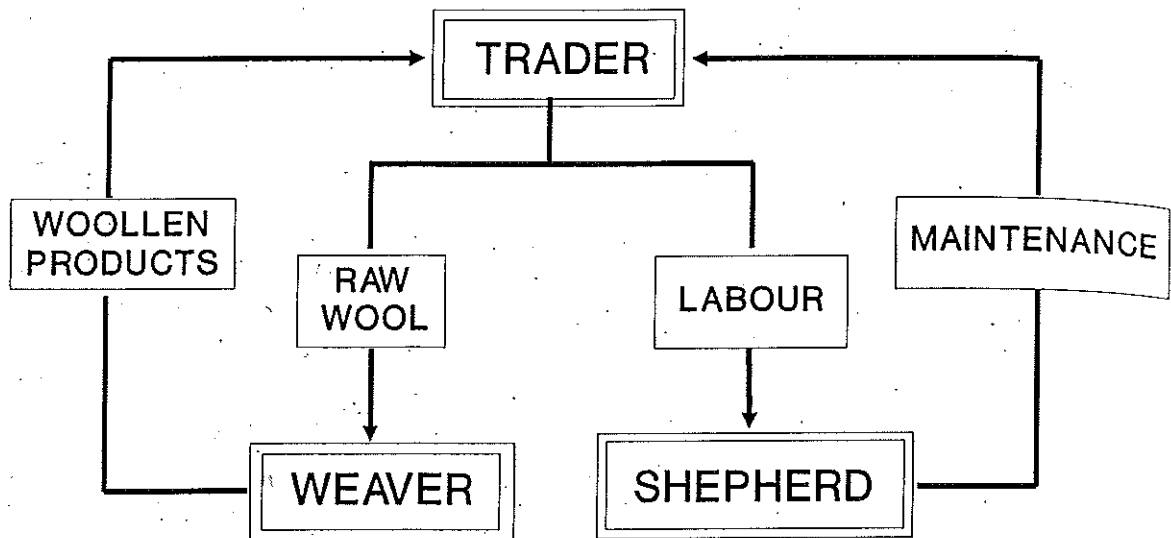 TRADER
WOOLLEN
PRODUCTS
RAW
WOOL
LABOUR
MAINTENANCE
WEAVER
SHEPHERD